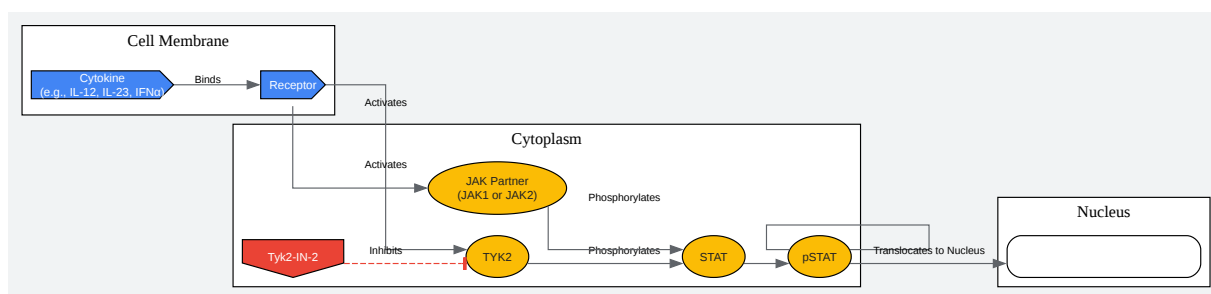 Cell Membrane
Cytokine
(e.g., IL-12, IL-23, IFNα)
Binds
Receptor
Activates
Cytoplasm
Activates
JAK Partner
(JAK1 or JAK2)
Phosphorylates
Nucleus
Tyk2-IN-2
Inhibits
TYK2
Phosphorylates
STAT
pSTAT
Translocates to Nucleus